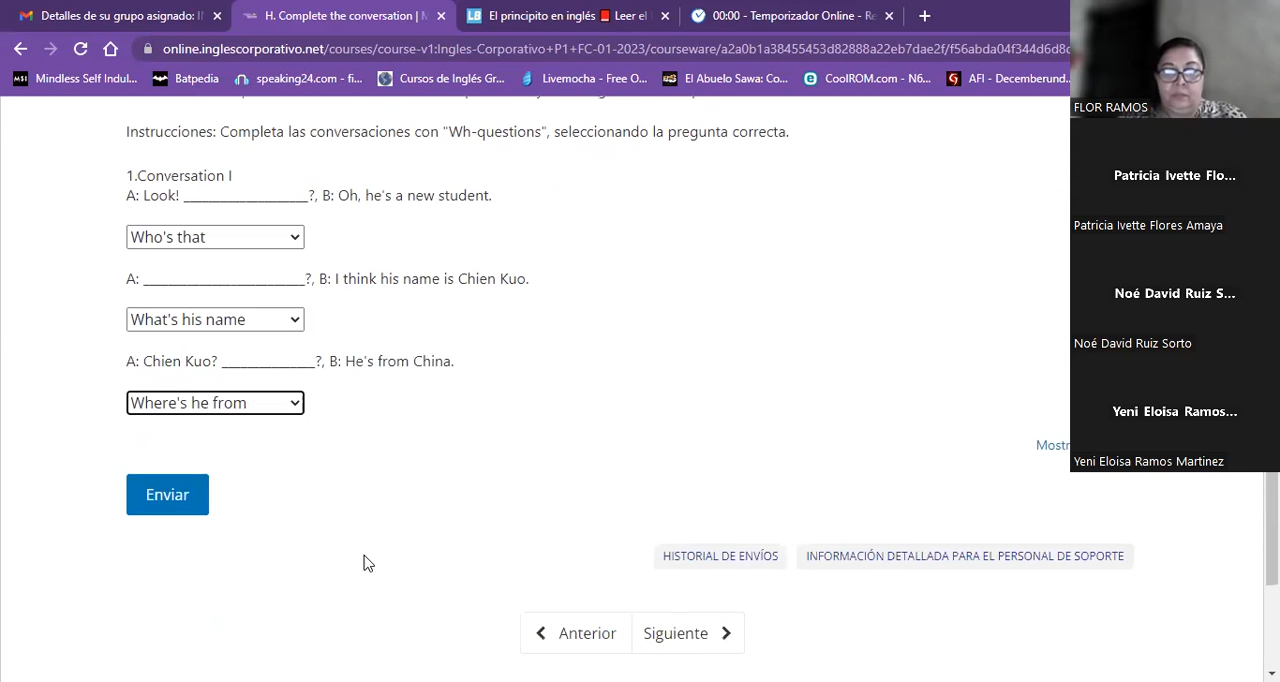 Detalles de su grupo asignado: I
H. Complete the conversation | M
El principito en inglés 📕 Leer el
00:00 - Temporizador Online - Re
online.inglescorporativo.net/courses/course-v1:Ingles-Corporativo+P1+FC-01-2023/courseware/a2a0b1a38455453d82888a22eb7dae2f/f56abda04f344d6d8c
Mindless Self Indul...
Batpedia
speaking24.com - fi...
Cursos de Inglés Gr...
Livemocha - Free O...
El Abuelo Sawa: Co...
CoolROM.com - N6...
AFI - Decemberund...
FLOR RAMOS
Instrucciones: Completa las conversaciones con "Wh-questions", seleccionando la pregunta correcta.
1.Conversation I
A: Look! __________________?, B: Oh, he's a new student.
Who's that
A: _______________________?, B: I think his name is Chien Kuo.
What's his name
A: Chien Kuo? _____________?, B: He's from China.
Where's he from
Mostr
Enviar
HISTORIAL DE ENVÍOS
INFORMACIÓN DETALLADA PARA EL PERSONAL DE SOPORTE
Anterior
Siguiente
Patricia Ivette Flo...
Patricia Ivette Flores Amaya
Noé David Ruiz S...
Noé David Ruiz Sorto
Yeni Eloisa Ramos...
Yeni Eloisa Ramos Martinez